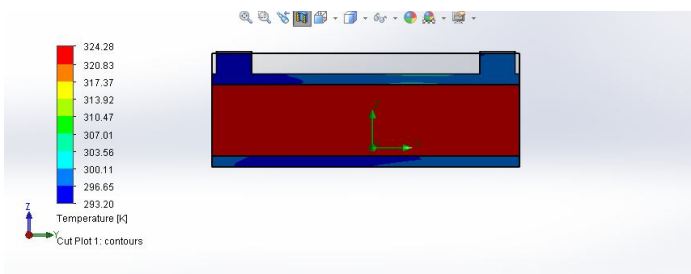 324.28
320.83
317.37
313.92
310.47
307.01
303.56
300.11
296.65
293.20
Temperature [K]
Cut Plot 1: contours
Z
Y